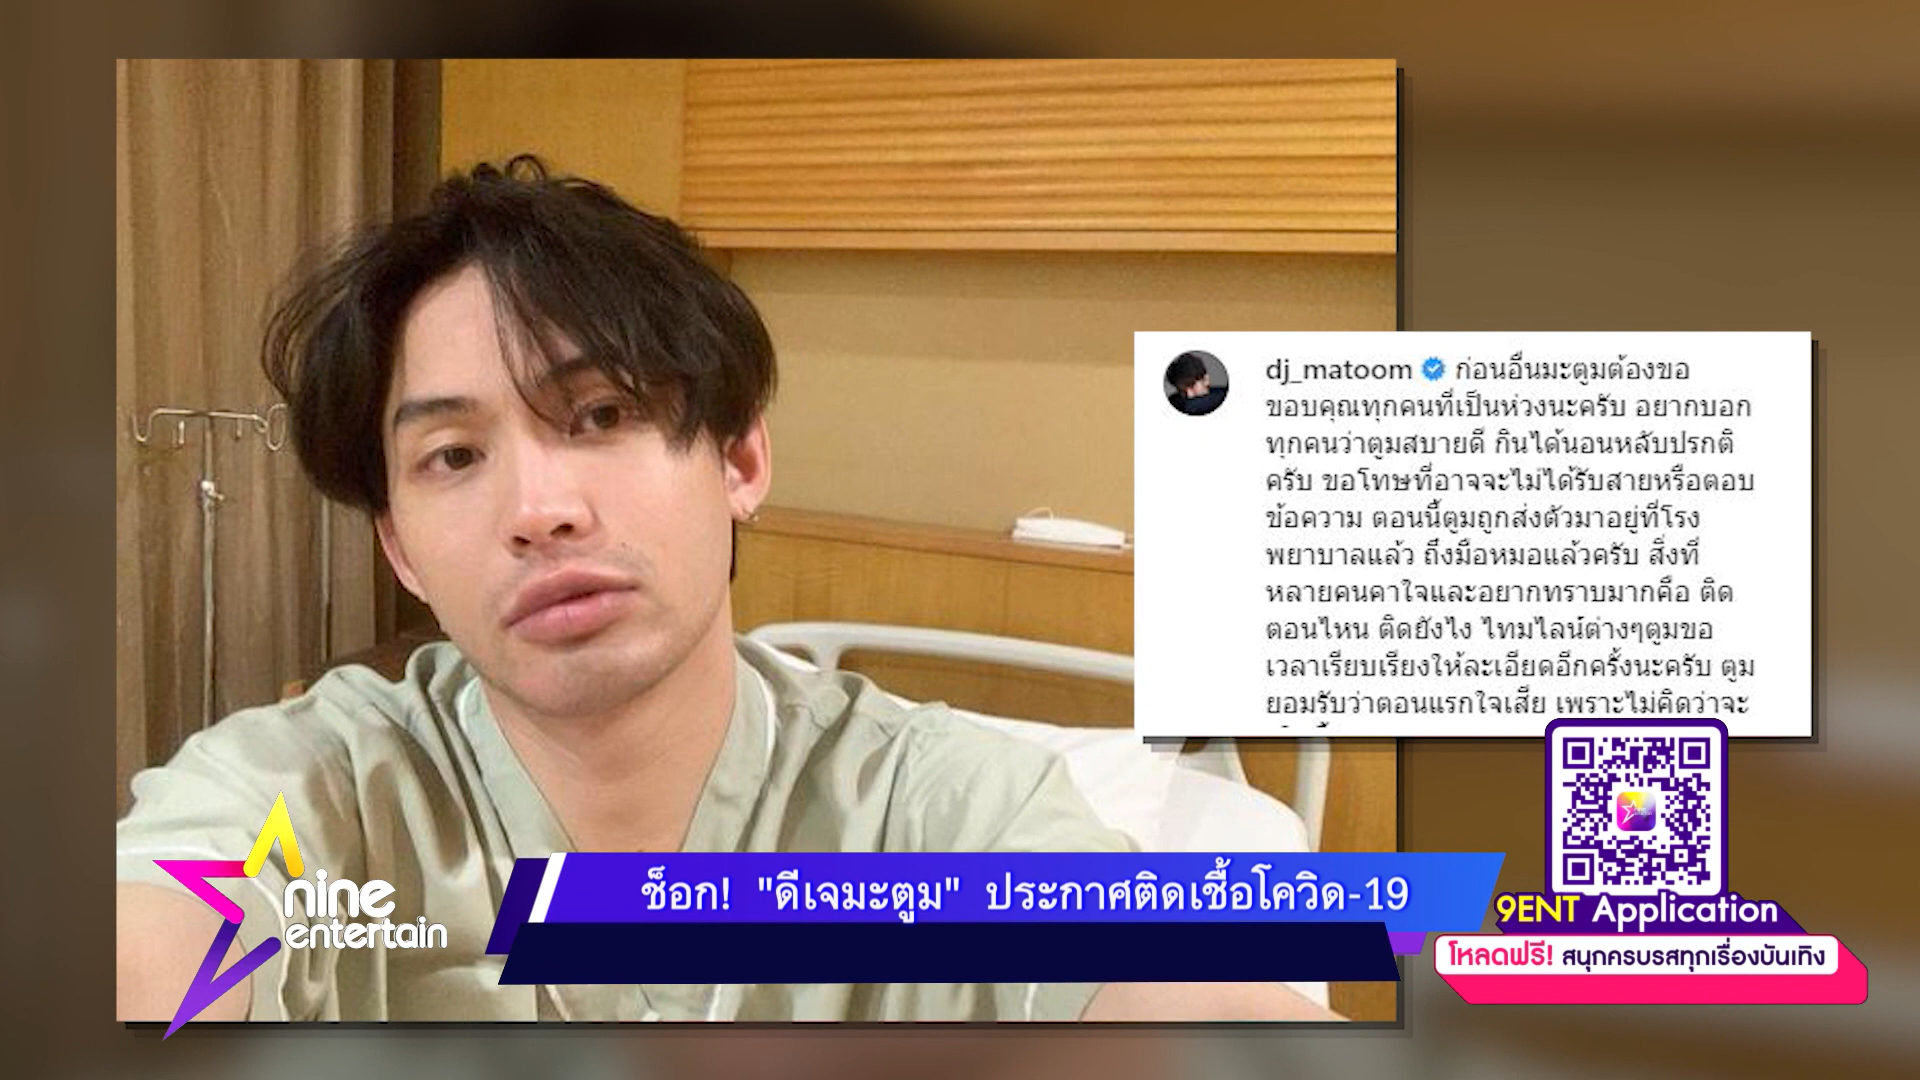 dj_matoom ก่อนอื่นมะตูมต้องขอ
ขอบคุณทุกคนที่เป็นห่วงนะครับ อยากบอก
ทุกคนว่าตูมสบายดี กินได้นอนหลับปรกติ
ครับ ขอโทษที่อาจจะไม่ได้รับสายหรือตอบ
ข้อความ ตอนนี้ตูมถูกส่งตัวมาอยู่ที่โรง
พยาบาลแล้ว ถึงมือหมอแล้วครับ สิ่งที่
หลายคนคาใจและอยากทราบมากคือ ติด
ตอนไหน ติดยังไง ไทมไลน์ต่างๆตูมขอ
เวลาเรียบเรียงให้ละเอียดอีกครั้งนะครับ ตูม
ยอมรับว่าตอนแรกใจเสีย เพราะไม่คิดว่าจะ
nine
entertain
ช็อก! "ดีเจมะตูม" ประกาศติดเชื้อโควิด-19
9ENT Application
โหลดฟรี! สนุกครบรสทุกเรื่องบันเทิง